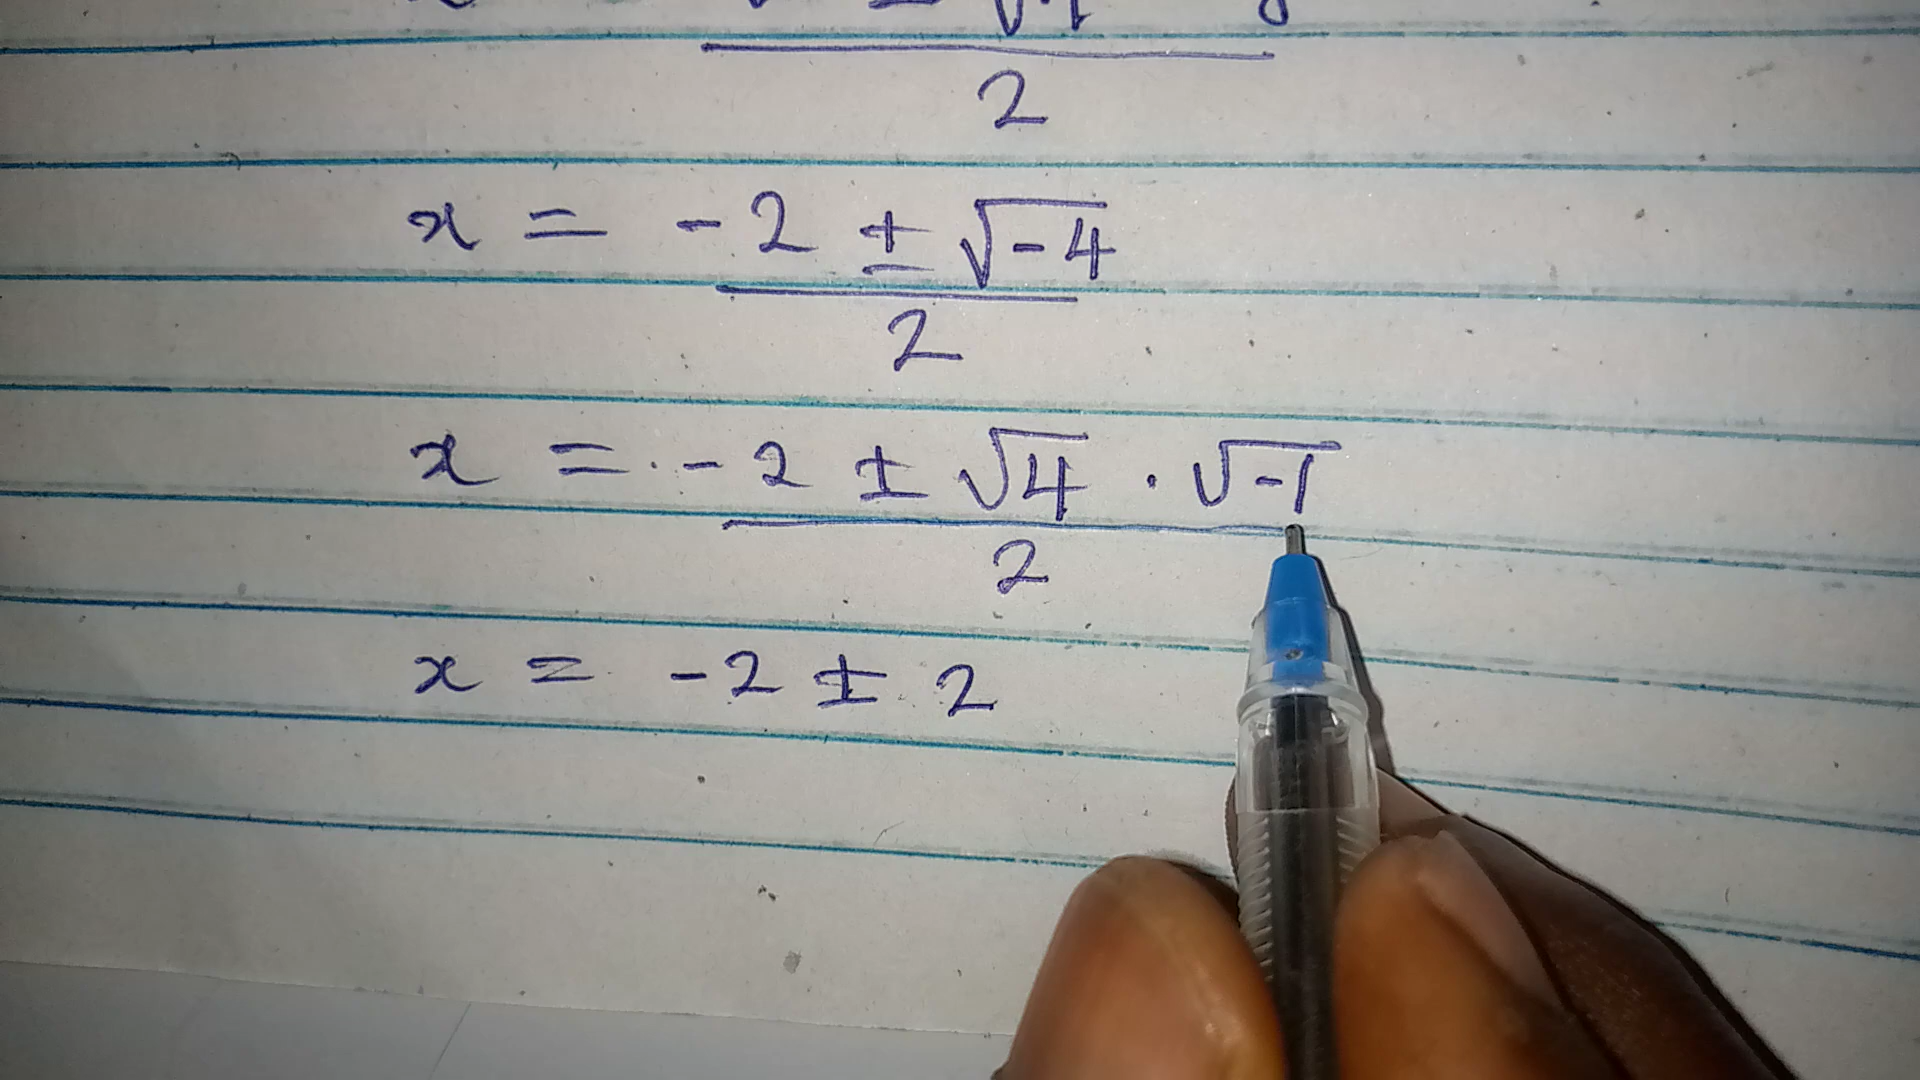 2
x = -2 ± √-4
2
x = -2 ± √4 · √-1
2
x = -2 ± 2